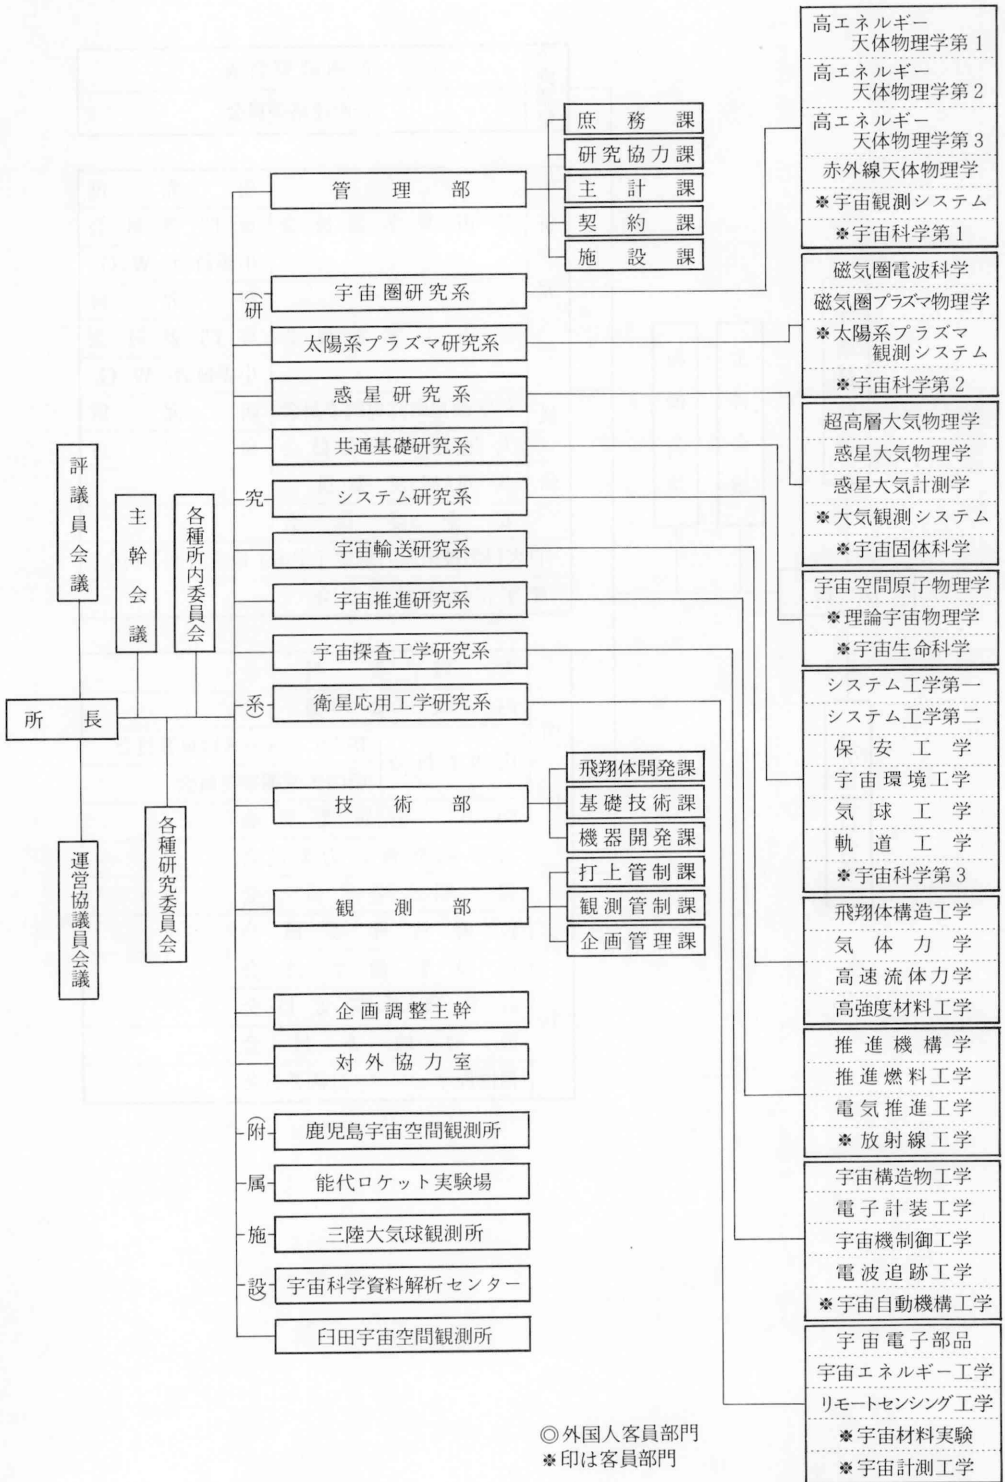 所長
評議員会議
運営協議員会議
主幹会議
各種所内委員会
各種研究委員会
管理部
庶務課
研究協力課
主計課
契約課
施設課
(研究系)
宇宙圏研究系
太陽系プラズマ研究系
惑星研究系
共通基礎研究系
システム研究系
宇宙輸送研究系
宇宙推進研究系
宇宙探査工学研究系
衛星応用工学研究系
技術部
飛翔体開発課
基礎技術課
機器開発課
観測部
打上管制課
観測管制課
企画管理課
企画調整主幹
対外協力室
(附属施設)
鹿児島宇宙空間観測所
能代ロケット実験場
三陸大気球観測所
宇宙科学資料解析センター
臼田宇宙空間観測所
高エネルギー
天体物理学第1
高エネルギー
天体物理学第2
高エネルギー
天体物理学第3
赤外線天体物理学
※宇宙観測システム
※宇宙科学第1
磁気圏電波科学
磁気圏プラズマ物理学
※太陽系プラズマ
観測システム
※宇宙科学第2
超高層大気物理学
惑星大気物理学
惑星大気計測学
※大気観測システム
※宇宙固体科学
宇宙空間原子物理学
※理論宇宙物理学
※宇宙生命科学
システム工学第一
システム工学第二
保安工学
宇宙環境工学
気球工学
軌道工学
※宇宙科学第3
飛翔体構造工学
気体力学
高速流体力学
高強度材料工学
推進機構学
推進燃料工学
電気推進工学
※放射線工学
宇宙構造物工学
電子計装工学
宇宙機制御工学
電波追跡工学
※宇宙自動機構工学
宇宙電子部品
宇宙エネルギー工学
リモートセンシング工学
※宇宙材料実験
※宇宙計測工学
◎外国人客員部門
※印は客員部門